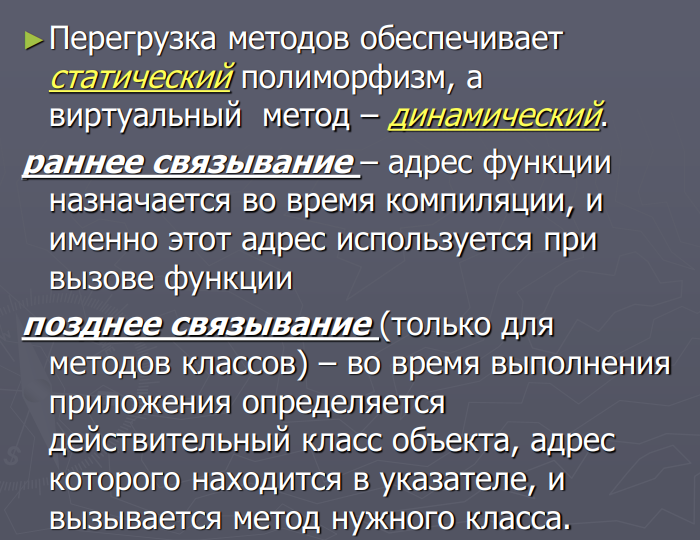 Перегрузка методов обеспечивает
статический полиморфизм, а
виртуальный метод – динамический.
раннее связывание – адрес функции
назначается во время компиляции, и
именно этот адрес используется при
вызове функции
позднее связывание (только для
методов классов) – во время выполнения
приложения определяется
действительный класс объекта, адрес
которого находится в указателе, и
вызывается метод нужного класса.